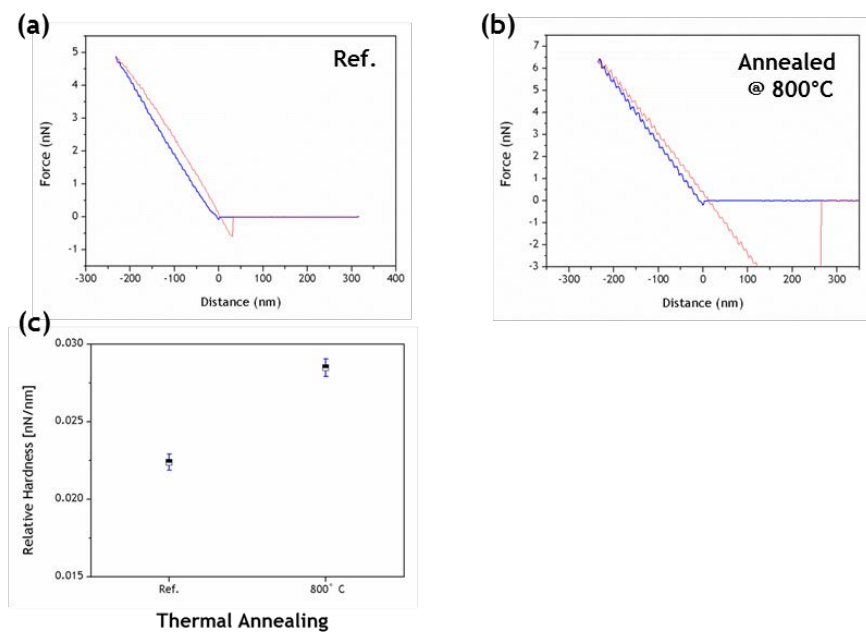 (a)
Ref.
5
4
3
2
1
0
-1
Force (nN)
-300 -200 -100 0 100 200 300 400
Distance (nm)
(b)
Annealed
@ 800°C
7
6
5
4
3
2
1
0
-1
-2
-3
Force (nN)
-300 -200 -100 0 100 200 300
Distance (nm)
(c)
0.030
0.025
0.020
0.015
Relative Hardness [nN/nm]
Ref. 800° C
Thermal Annealing